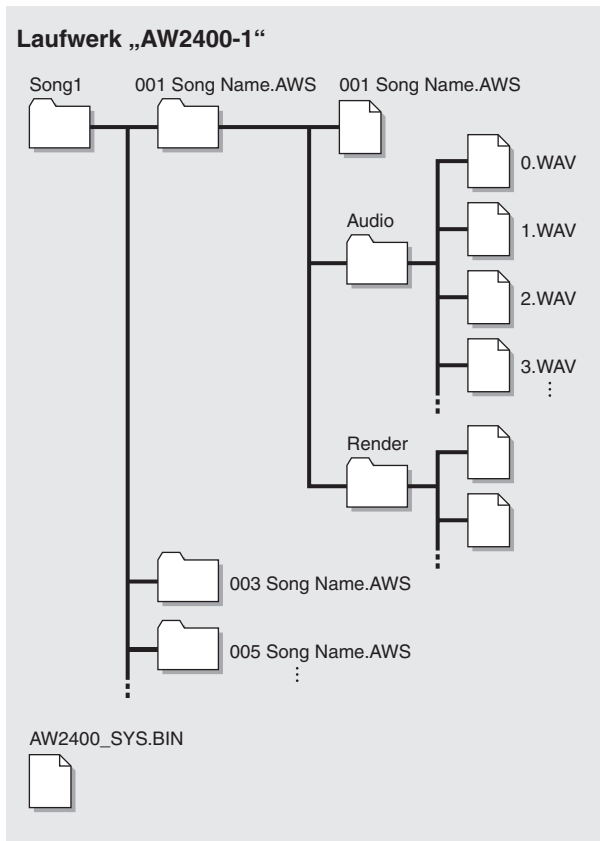 Laufwerk „AW2400-1“
Song1
001 Song Name.AWS
001 Song Name.AWS
0.WAV
Audio
1.WAV
2.WAV
3.WAV
Render
003 Song Name.AWS
005 Song Name.AWS
AW2400_SYS.BIN